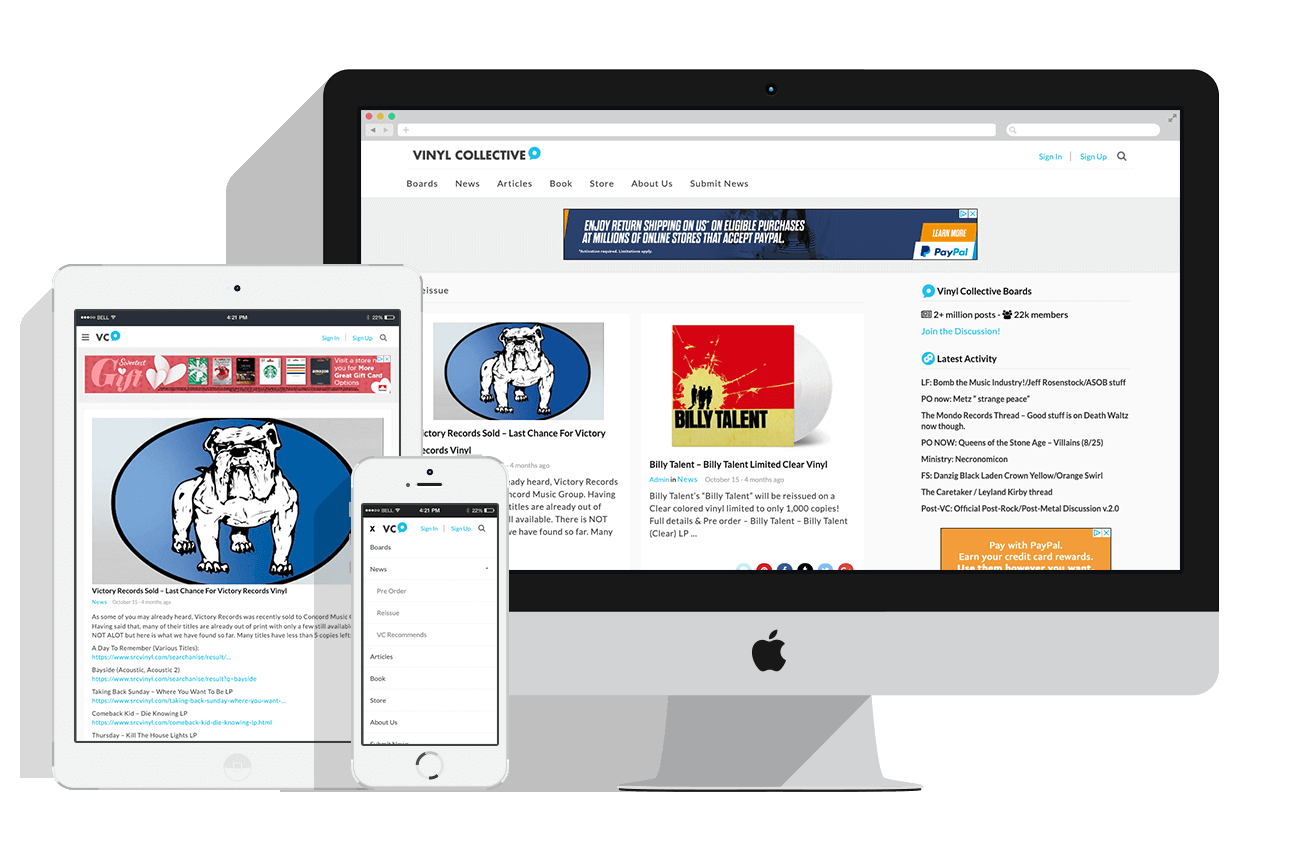 VINYL COLLECTIVE
Sign In | Sign Up
Boards News Articles Book Store About Us Submit News
ENJOY RETURN SHIPPING ON US* ON ELIGIBLE PURCHASES
AT MILLIONS OF ONLINE STORES THAT ACCEPT PAYPAL.
*Activation required. Limitations apply.
LEARN MORE
PayPal
eissue
ctory Records Sold – Last Chance For Victory
Records Vinyl
- 4 months ago
eady heard, Victory Records
oncord Music Group. Having
titles are already out of
ll available. There is NOT
we have found so far. Many
BILLY TALENT
Billy Talent – Billy Talent Limited Clear Vinyl
Admin in News October 15 - 4 months ago
Billy Talent's "Billy Talent" will be reissued on a
Clear colored vinyl limited to only 1,000 copies!
Full details & Pre order – Billy Talent – Billy Talent
(Clear) LP ...
Vinyl Collective Boards
2+ million posts - 22k members
Join the Discussion!
Latest Activity
LF: Bomb the Music Industry!/Jeff Rosenstock/ASOB stuff
PO now: Metz " strange peace"
The Mondo Records Thread – Good stuff is on Death Waltz
now though.
PO NOW: Queens of the Stone Age – Villains (8/25)
Ministry: Necronomicon
FS: Danzig Black Laden Crown Yellow/Orange Swirl
The Caretaker / Leyland Kirby thread
Post-VC: Official Post-Rock/Post-Metal Discussion v.2.0
Pay with PayPal.
Earn your credit card rewards.
Use them however you want.
BELL 4:21 PM 22%
VC Sign In | Sign Up
Sweetest
Gift
amazon
Visit a store ne
you for More
Great Gift Card
Options
Victory Records Sold – Last Chance For Victory Records Vinyl
News October 15 - 4 months ago
As some of you may already heard, Victory Records was recently sold to Concord Music G
Having said that, many of their titles are already out of print with only a few still available
NOT ALOT but here is what we have found so far. Many titles have less than 5 copies left:
A Day To Remember (Various Titles):
https://www.srcvinyl.com/searchanise/result/...
Bayside (Acoustic, Acoustic 2)
https://www.srcvinyl.com/searchanise/result?q=bayside
Taking Back Sunday – Where You Want To Be LP
https://www.srcvinyl.com/taking-back-sunday-where-you-want-...
Comeback Kid – Die Knowing LP
https://www.srcvinyl.com/comeback-kid-die-knowing-lp.html
Thursday – Kill The House Lights LP
BELL 4:21 PM 22%
X VC Sign In | Sign Up
Boards
News
Pre Order
Reissue
VC Recommends
Articles
Book
Store
About Us
Submit News